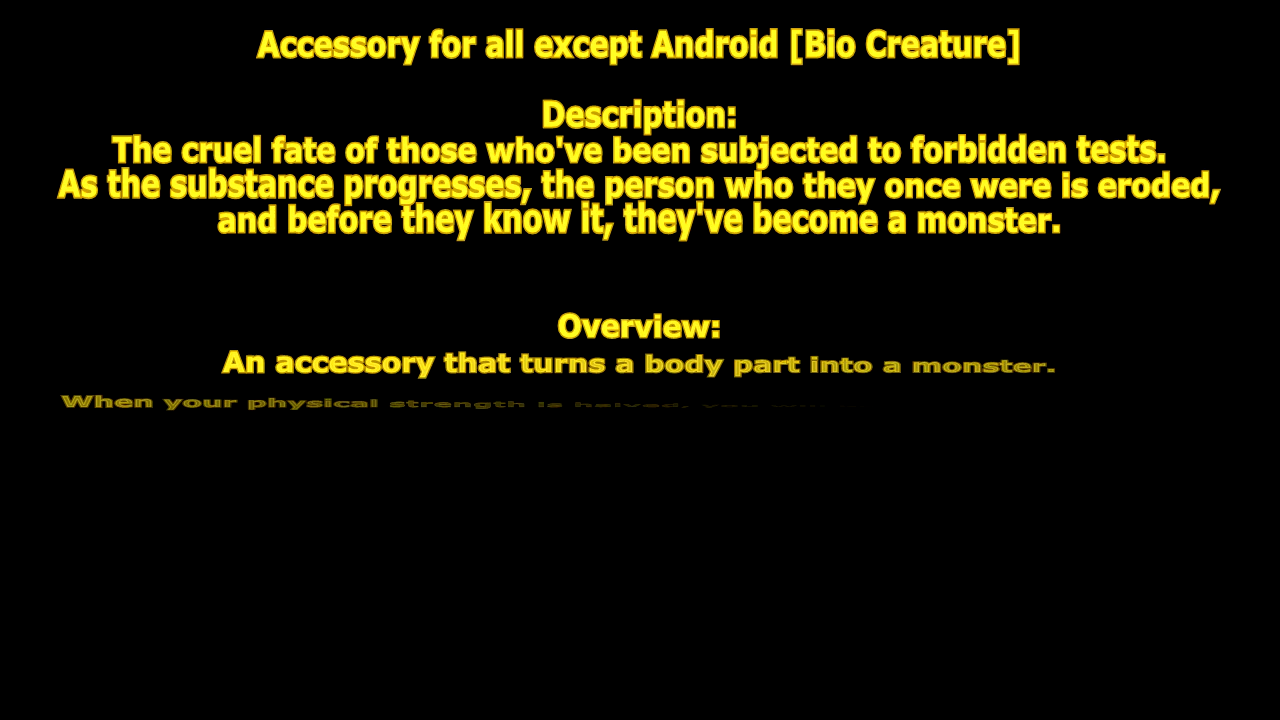 Accessory for all except Android [Bio Creature]
Description:
The cruel fate of those who've been subjected to forbidden tests.
As the substance progresses, the person who they once were is eroded,
and before they know it, they've become a monster.
Overview:
An accessory that turns a body part into a monster.
When your physical strength is halved, you